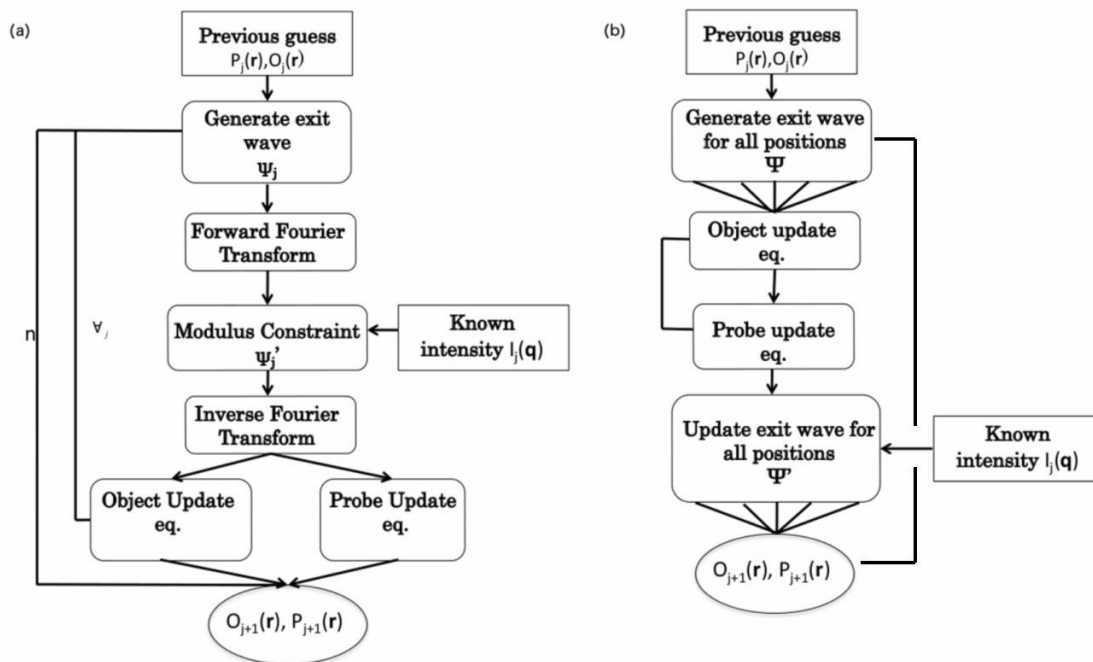 (a)
Previous guess
Pj(r),Oj(r)
Generate exit
wave
Ψj
Forward Fourier
Transform
Modulus Constraint
Ψj’
Known
intensity Ij(q)
n
∀j
Inverse Fourier
Transform
Object Update
eq.
Probe Update
eq.
Oj+1(r), Pj+1(r)
(b)
Previous guess
Pj(r),Oj(r)
Generate exit wave
for all positions
Ψ
Object update
eq.
Probe update
eq.
Update exit wave for
all positions
Ψ’
Known
intensity Ij(q)
Oj+1(r), Pj+1(r)